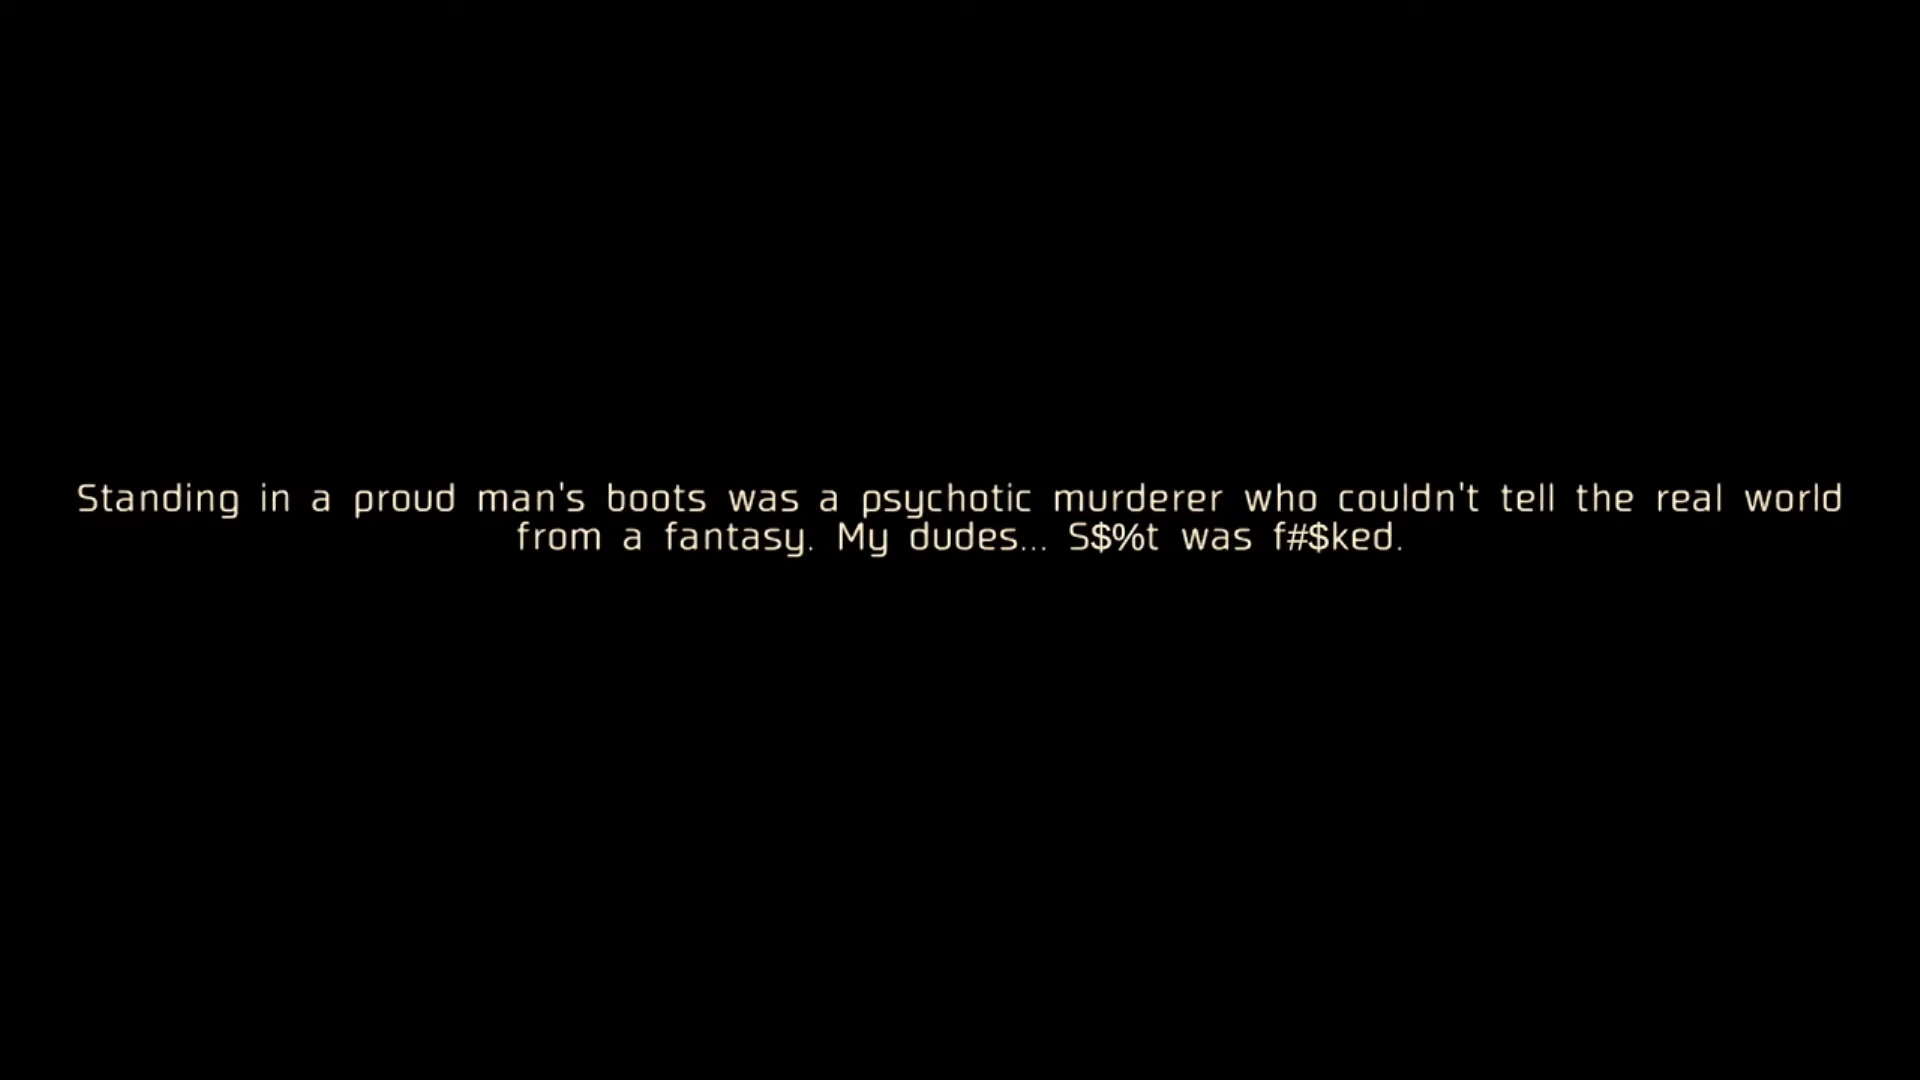 Standing in a proud man's boots was a psychotic murderer who couldn't tell the real world
from a fantasy. My dudes... S$%t was f#$ked.